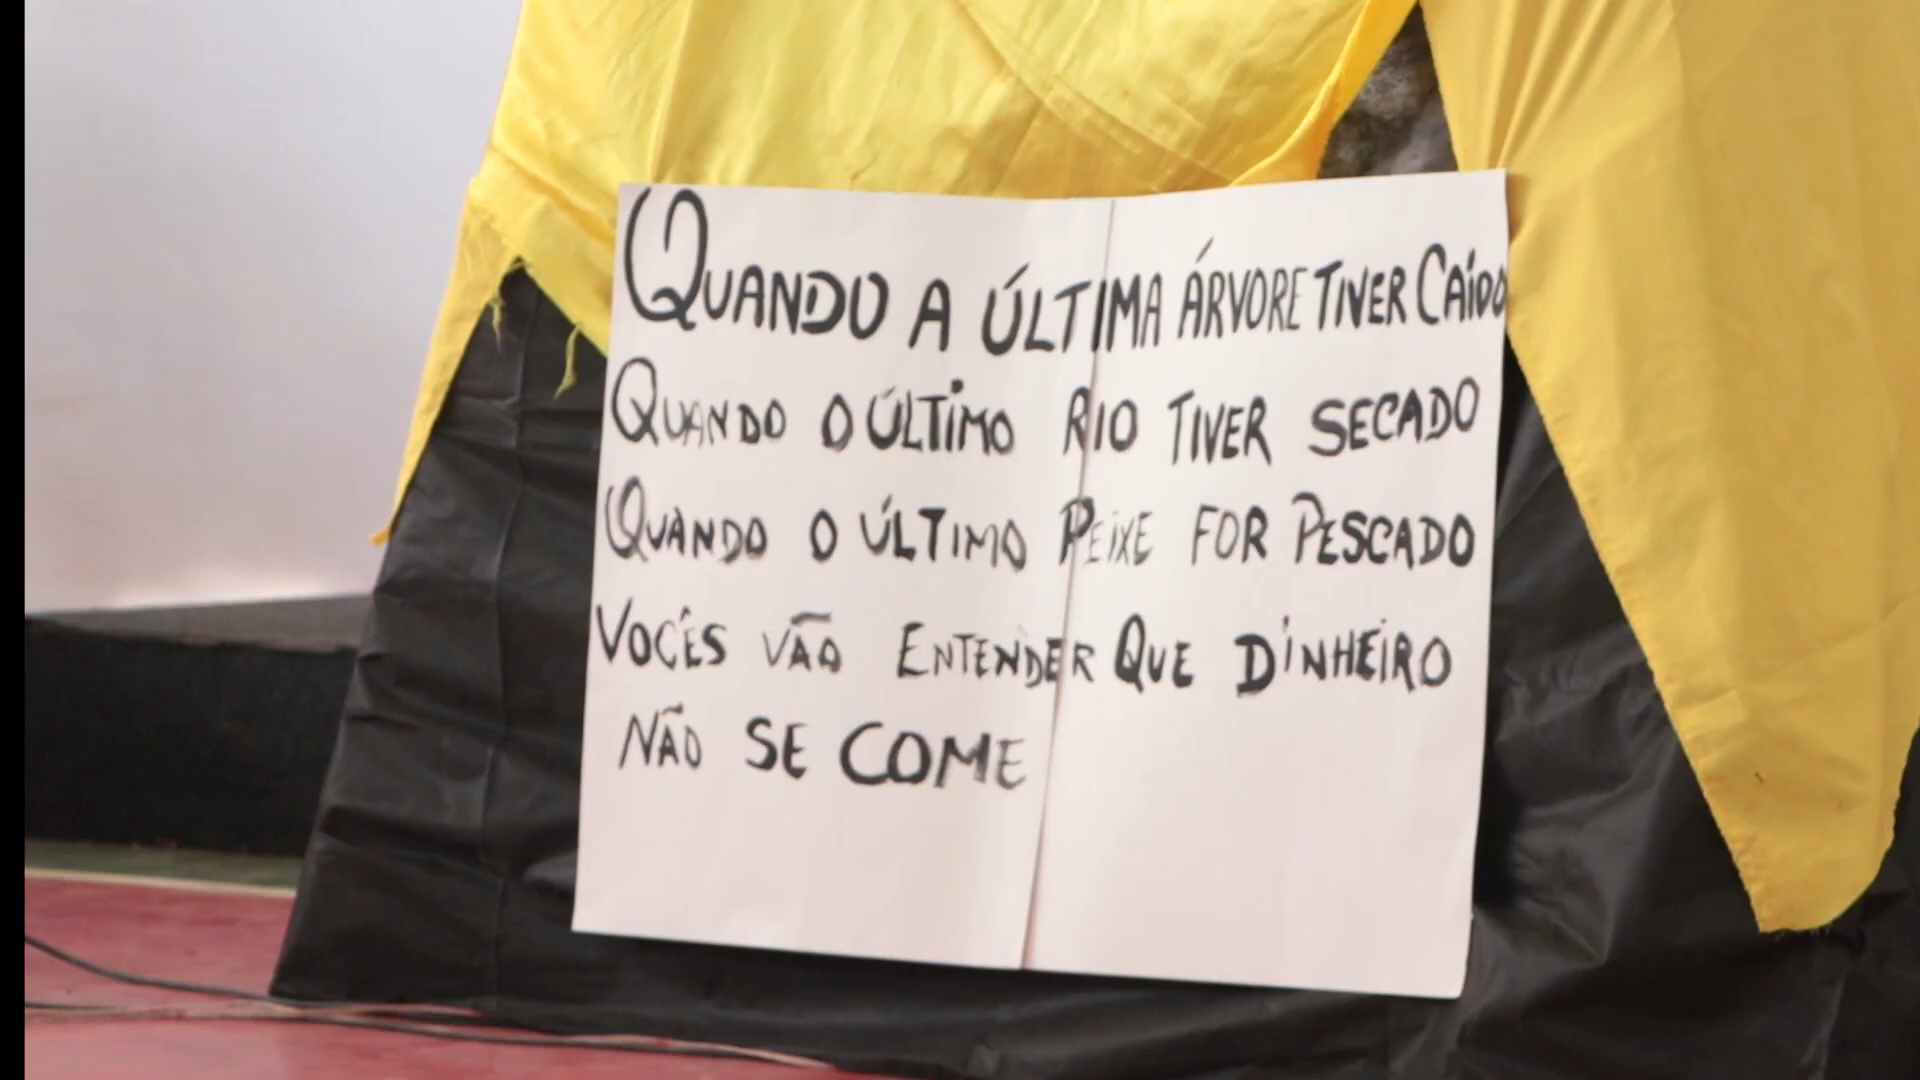 QUANDO A ÚLTIMA ÁRVORE TIVER CAÍDO
QUANDO O ÚLTIMO RIO TIVER SECADO
QUANDO O ÚLTIMO PEIXE FOR PESCADO
VOCÊS VÃO ENTENDER QUE DINHEIRO
NÃO SE COME